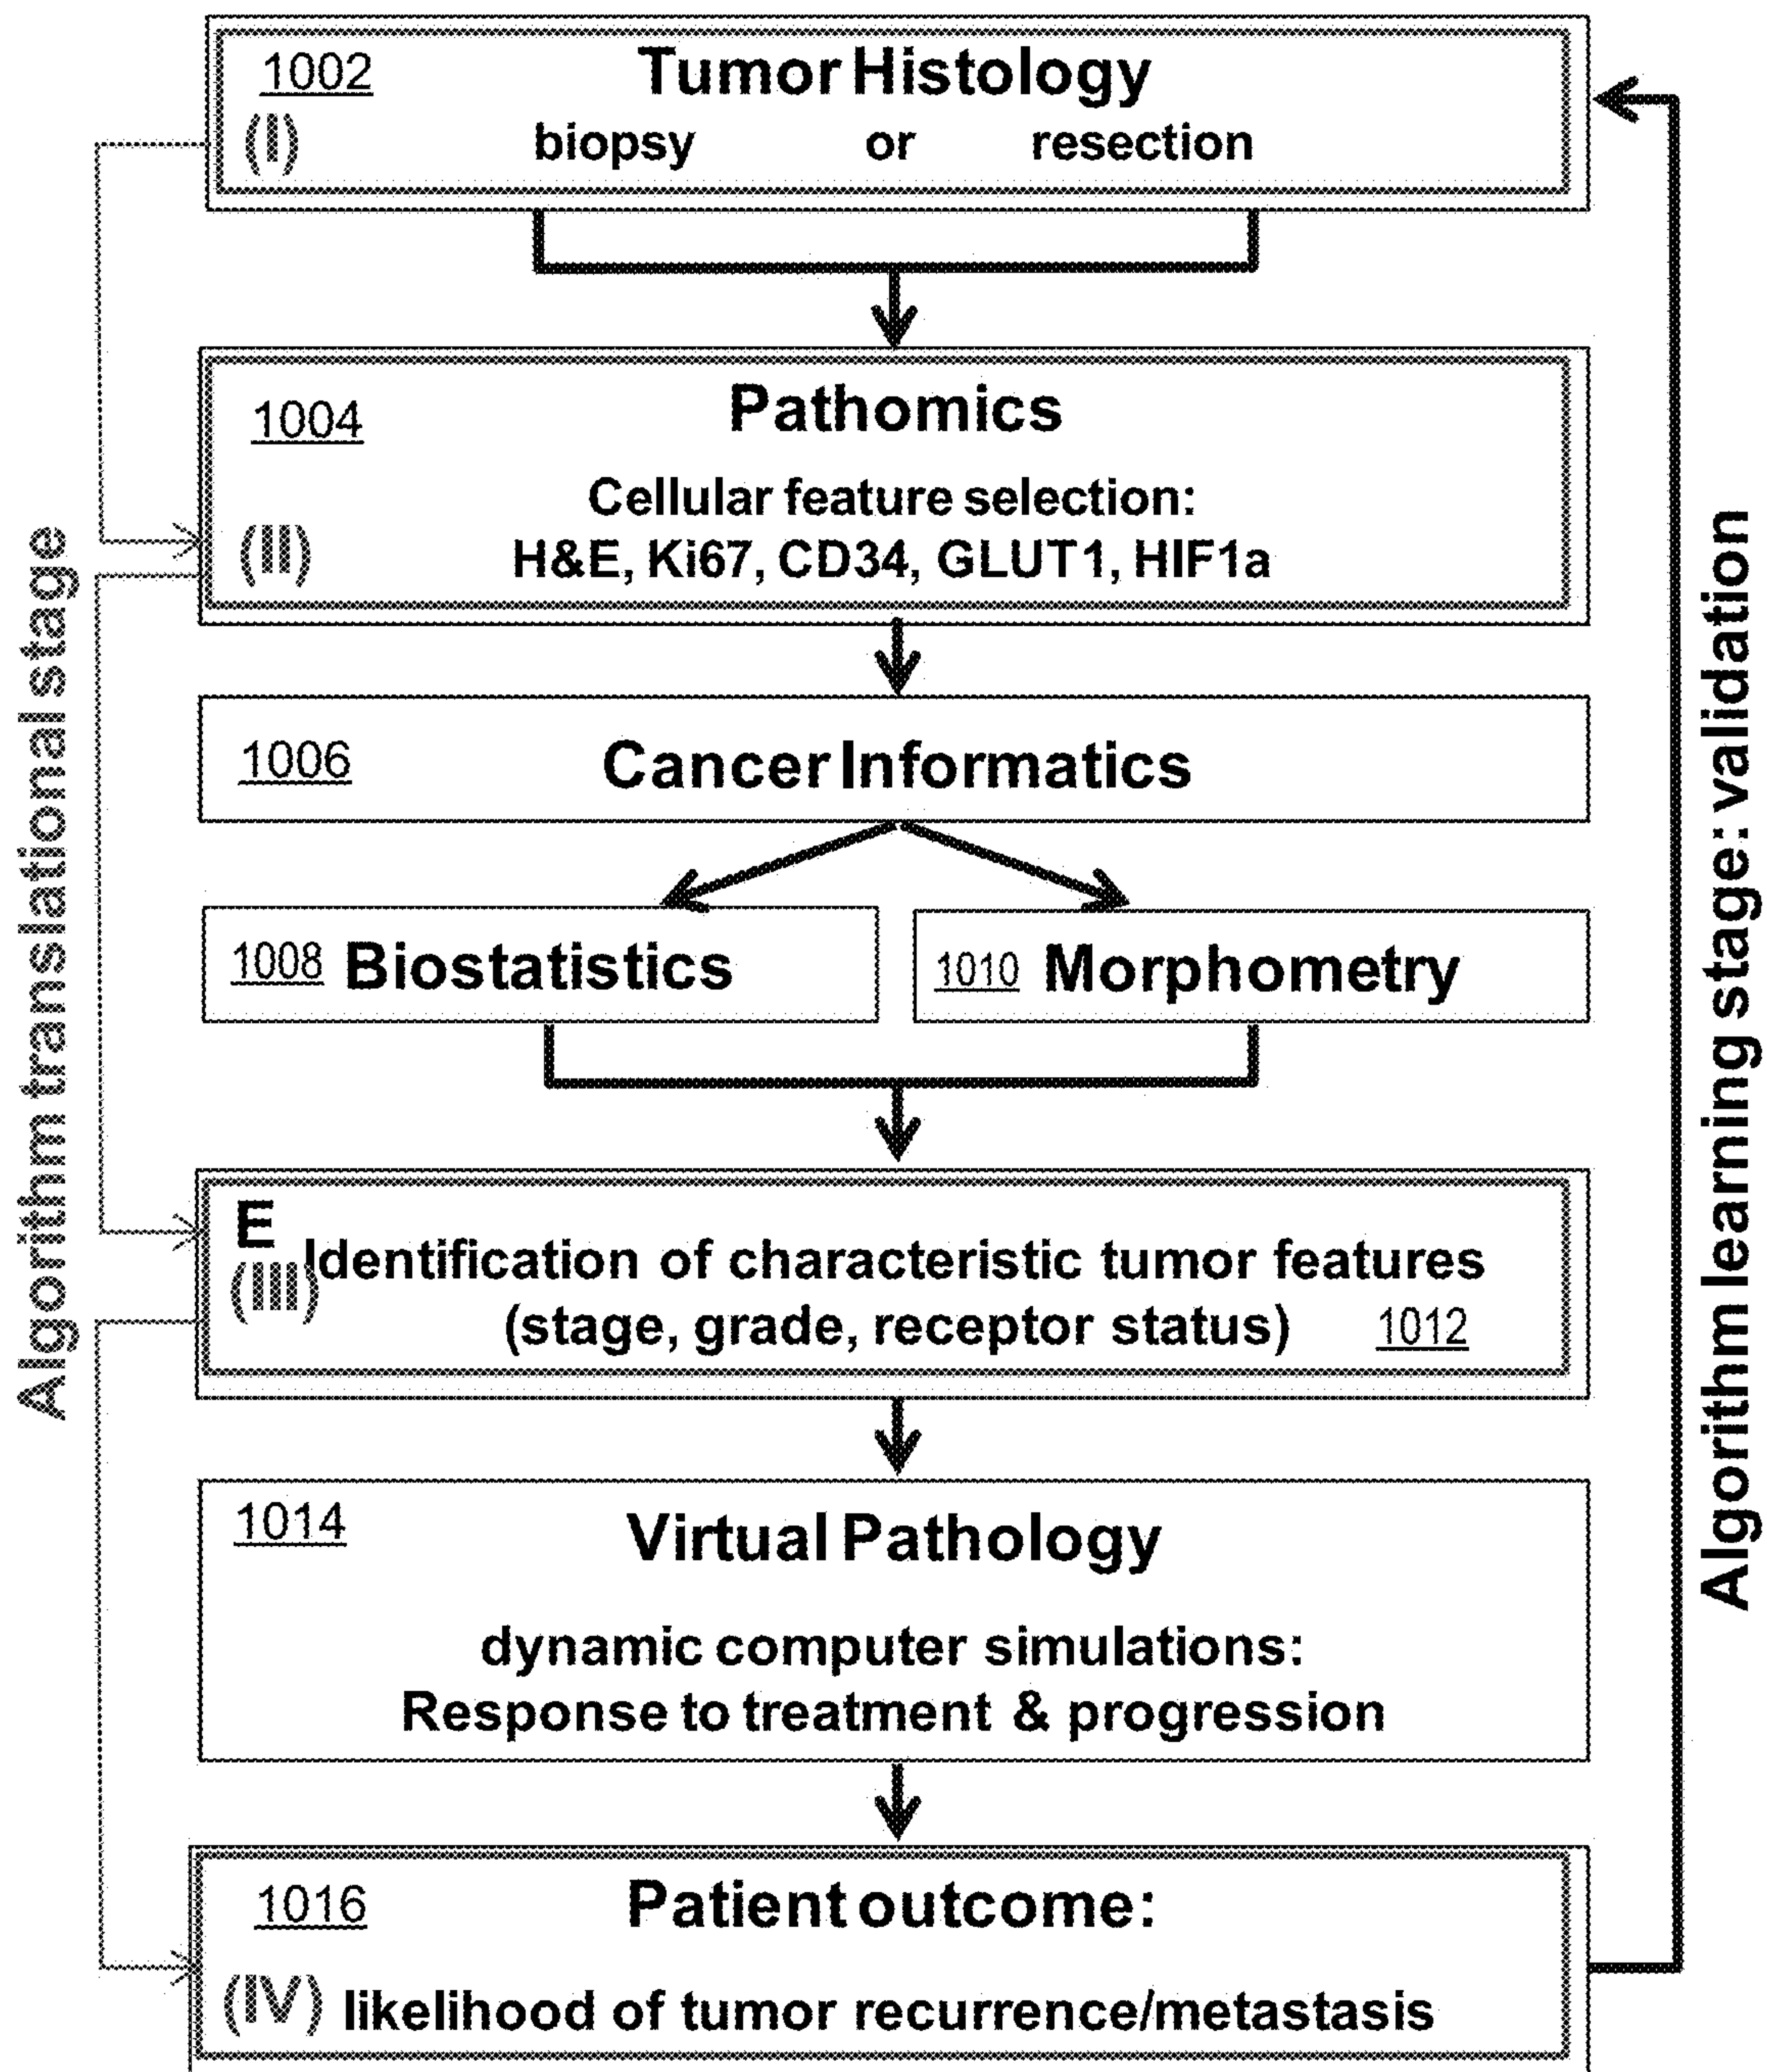 1002 Tumor Histology
(I) biopsy or resection
1004 Pathomics
Cellular feature selection:
(II) H&E, Ki67, CD34, GLUT1, HIF1a
1006 Cancer Informatics
1008 Biostatistics
1010 Morphometry
E
(III) Identification of characteristic tumor features
(stage, grade, receptor status) 1012
1014 Virtual Pathology
dynamic computer simulations:
Response to treatment & progression
1016 Patient outcome:
(IV) likelihood of tumor recurrence/metastasis
Algorithm translational stage
Algorithm learning stage: validation